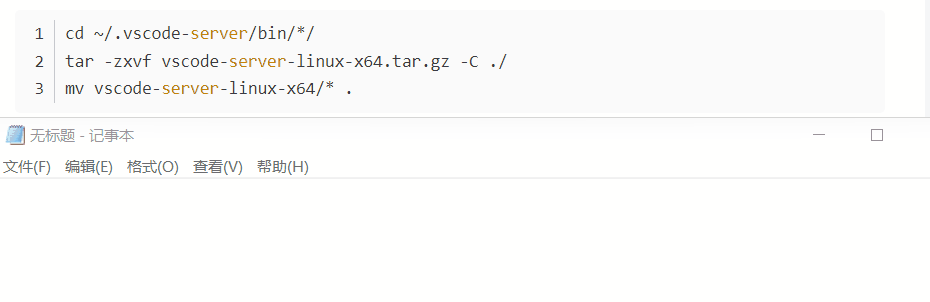 1 cd ~/.vscode-server/bin/*/
2 tar -zxvf vscode-server-linux-x64.tar.gz -C ./
3 mv vscode-server-linux-x64/* .
无标题 - 记事本
文件(F) 编辑(E) 格式(O) 查看(V) 帮助(H)